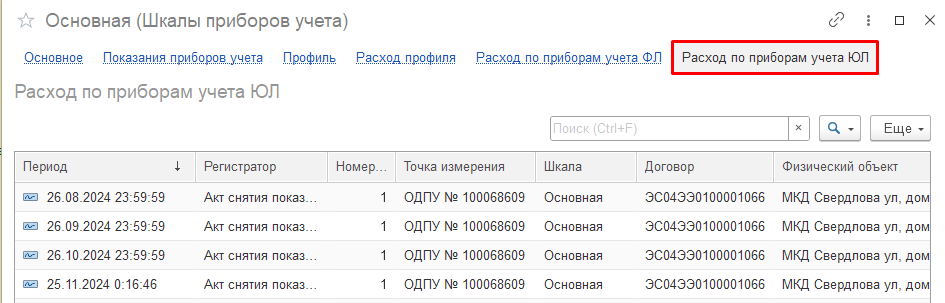 Основная (Шкалы приборов учета)
Основное Показания приборов учета Профиль Расход профиля Расход по приборам учета ФЛ Расход по приборам учета ЮЛ
Расход по приборам учета ЮЛ
Поиск (Ctrl+F) × Еще
Период ↓ Регистратор Номер... Точка измерения Шкала Договор Физический объект
26.08.2024 23:59:59 Акт снятия показ... 1 ОДПУ № 100068609 Основная ЭС04ЭЭ0100001066 МКД Свердлова ул, дом
26.09.2024 23:59:59 Акт снятия показ... 1 ОДПУ № 100068609 Основная ЭС04ЭЭ0100001066 МКД Свердлова ул, дом
26.10.2024 23:59:59 Акт снятия показ... 1 ОДПУ № 100068609 Основная ЭС04ЭЭ0100001066 МКД Свердлова ул, дом
25.11.2024 0:16:46 Акт снятия показ... 1 ОДПУ № 100068609 Основная ЭС04ЭЭ0100001066 МКД Свердлова ул, дом